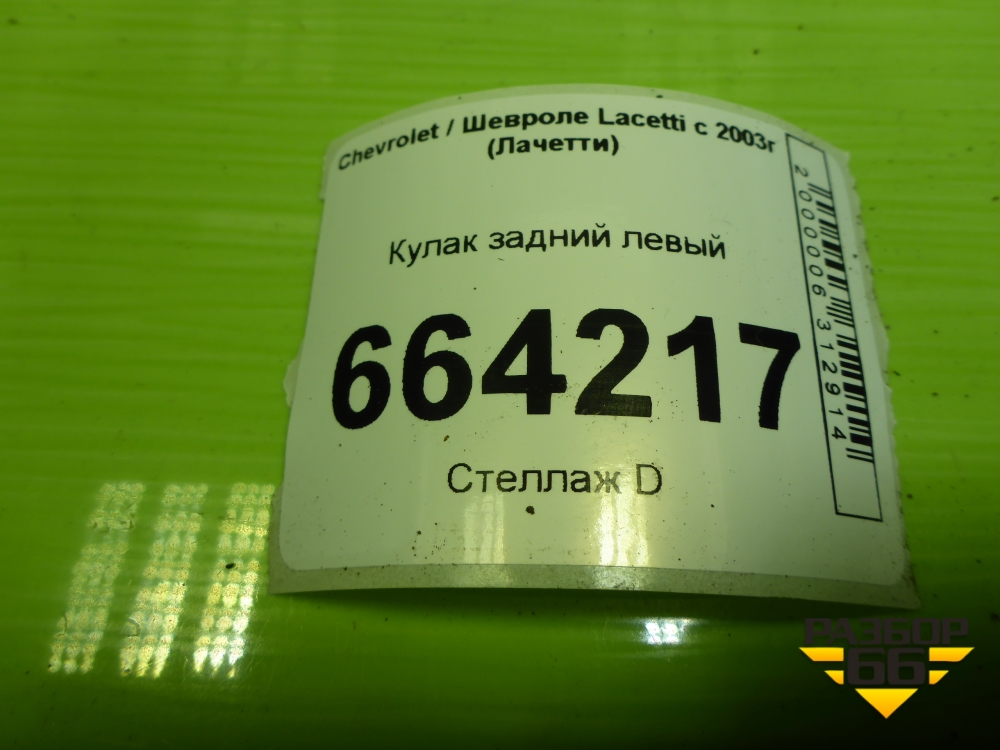 Chevrolet / Шевроле Lacetti с 2003г
(Лачетти)
Кулак задний левый
664217
Стеллаж D
2000006312914
РАЗБОР
66